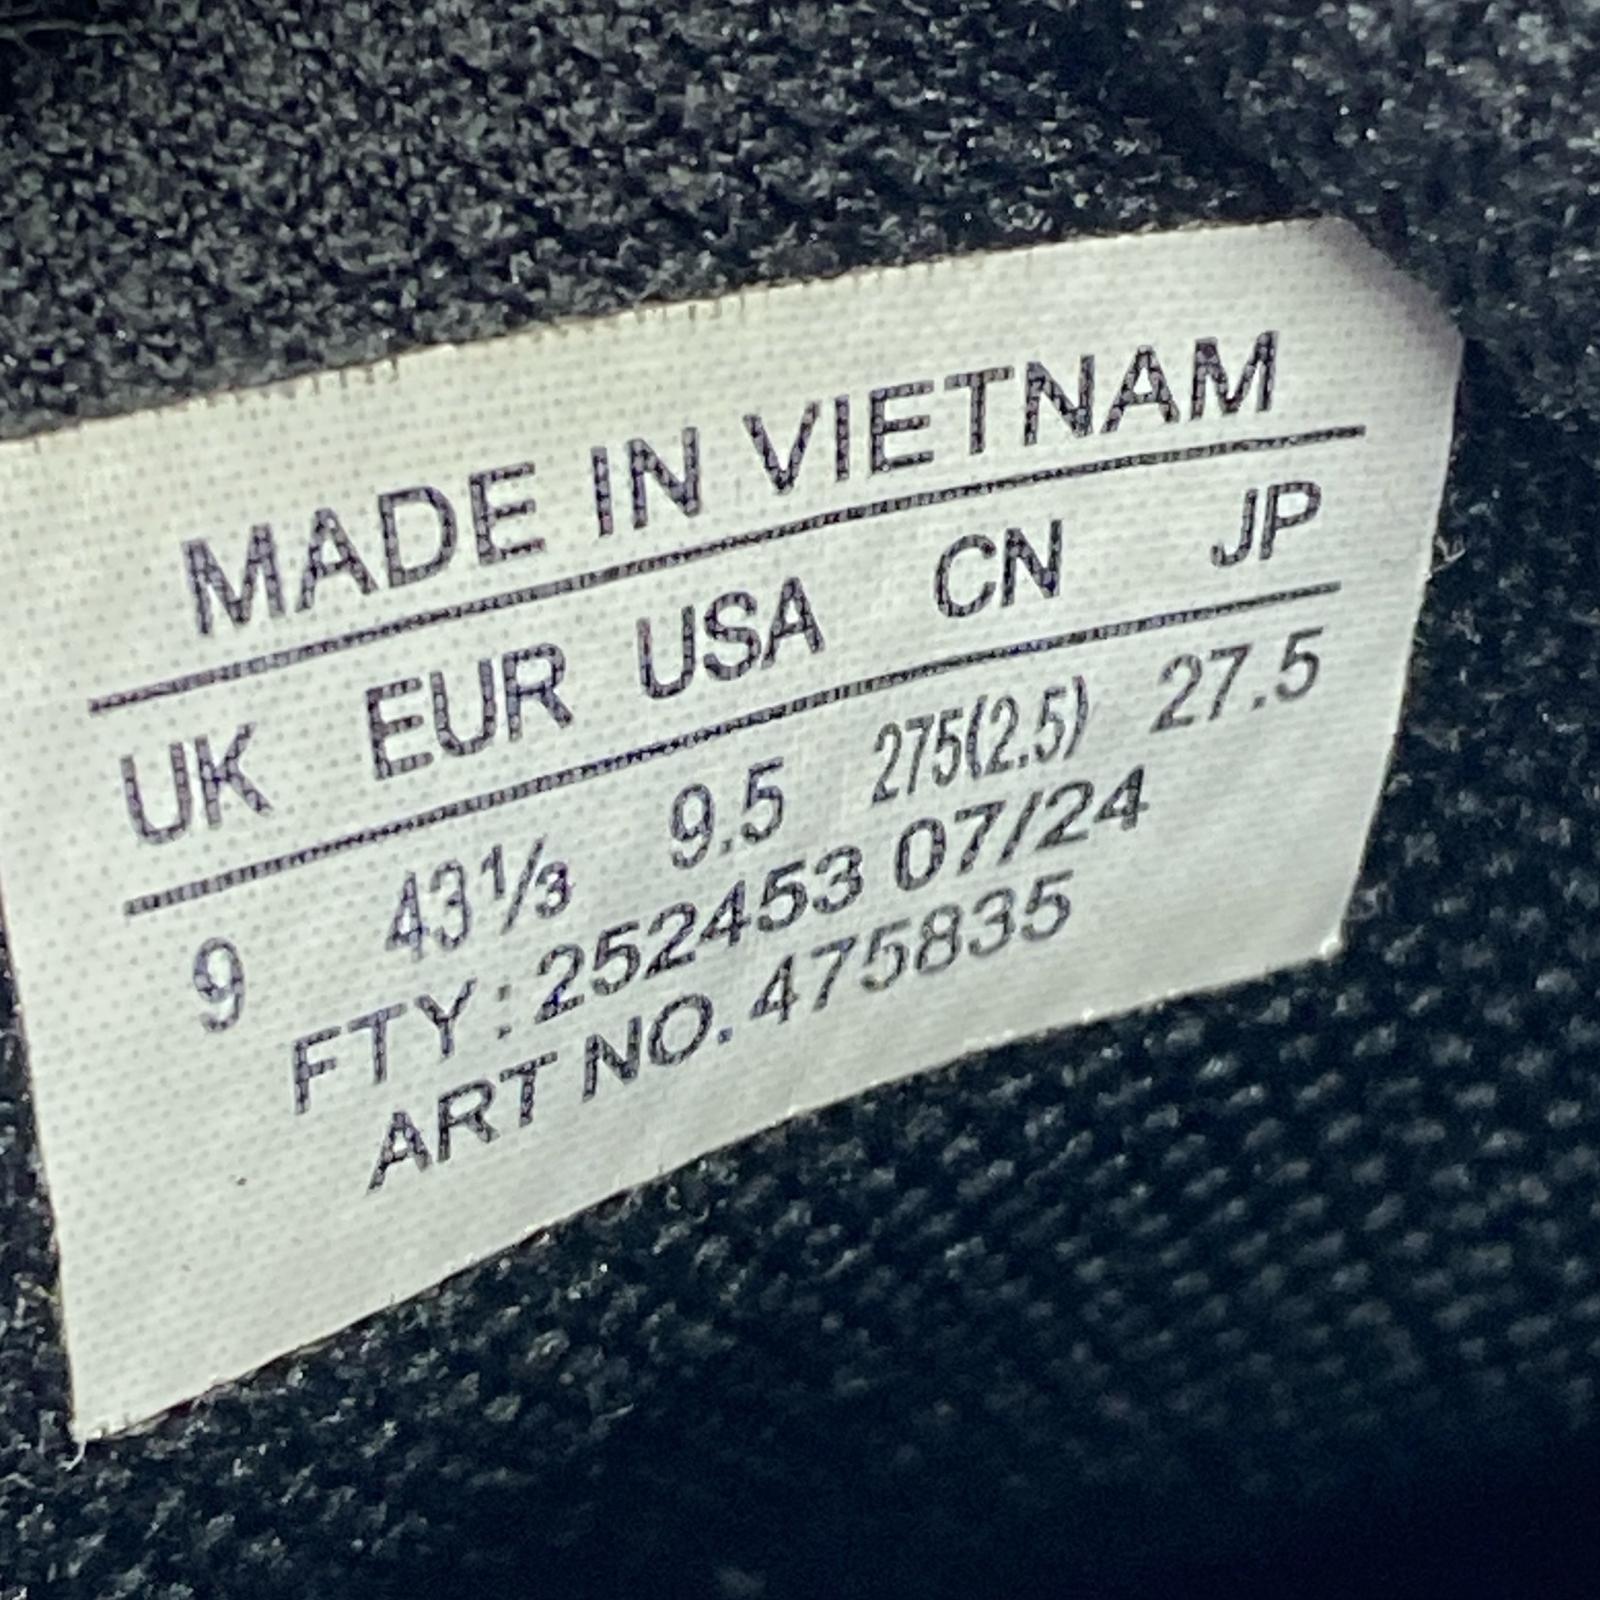 MADE IN VIETNAM
UK EUR USA CN JP
9 43⅓ 9.5 275(2.5) 27.5
FTY: 252453 07/24
ART NO. 475835